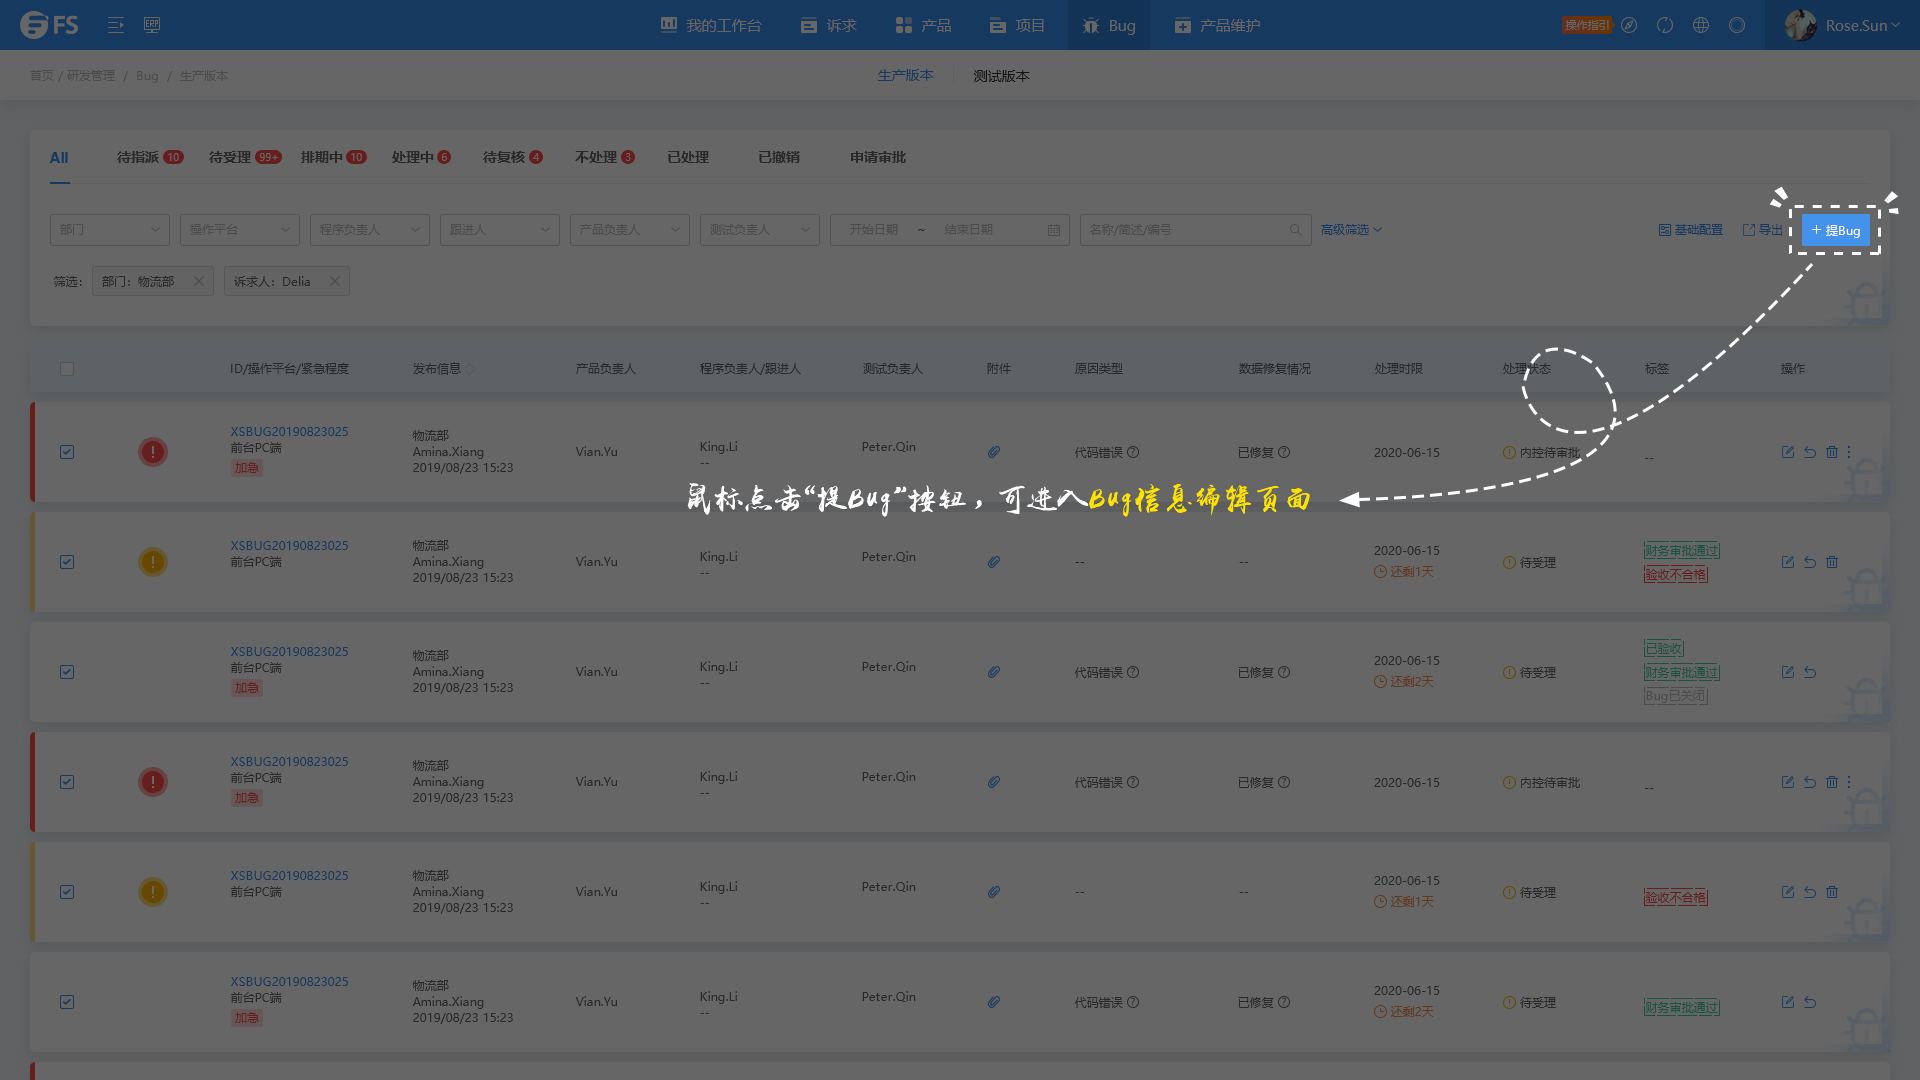 FS ERP 我的工作台 诉求 产品 项目 Bug 产品维护 操作指引 Rose.Sun
首页 / 研发管理 / Bug / 生产版本 生产版本 测试版本
All 待指派 10 待受理 99+ 排期中 10 处理中 6 待复核 4 不处理 3 已处理 已撤销 申请审批
部门 操作平台 程序负责人 跟进人 产品负责人 测试负责人 开始日期 ~ 结束日期 名称/简述/编号 高级筛选 基础配置 导出 + 提Bug
筛选: 部门: 物流部 诉求人: Delia
ID/操作平台/紧急程度 发布信息 产品负责人 程序负责人/跟进人 测试负责人 附件 原因类型 数据修复情况 处理时限 处理状态 标签 操作
XSBUG20190823025
前台PC端
加急
物流部
Amina.Xiang
2019/08/23 15:23
Vian.Yu
King.Li
--
Peter.Qin
代码错误
已修复
2020-06-15
内控待审批
--
鼠标点击“提Bug”按钮，可进入Bug信息编辑页面
XSBUG20190823025
前台PC端
物流部
Amina.Xiang
2019/08/23 15:23
Vian.Yu
King.Li
--
Peter.Qin
--
--
2020-06-15
还剩1天
待受理
财务审批通过
验收不合格
XSBUG20190823025
前台PC端
加急
物流部
Amina.Xiang
2019/08/23 15:23
Vian.Yu
King.Li
--
Peter.Qin
代码错误
已修复
2020-06-15
还剩2天
待受理
已验收
财务审批通过
Bug已关闭
XSBUG20190823025
前台PC端
加急
物流部
Amina.Xiang
2019/08/23 15:23
Vian.Yu
King.Li
--
Peter.Qin
代码错误
已修复
2020-06-15
内控待审批
--
XSBUG20190823025
前台PC端
物流部
Amina.Xiang
2019/08/23 15:23
Vian.Yu
King.Li
--
Peter.Qin
--
--
2020-06-15
还剩1天
待受理
验收不合格
XSBUG20190823025
前台PC端
加急
物流部
Amina.Xiang
2019/08/23 15:23
Vian.Yu
King.Li
--
Peter.Qin
代码错误
已修复
2020-06-15
还剩2天
待受理
财务审批通过